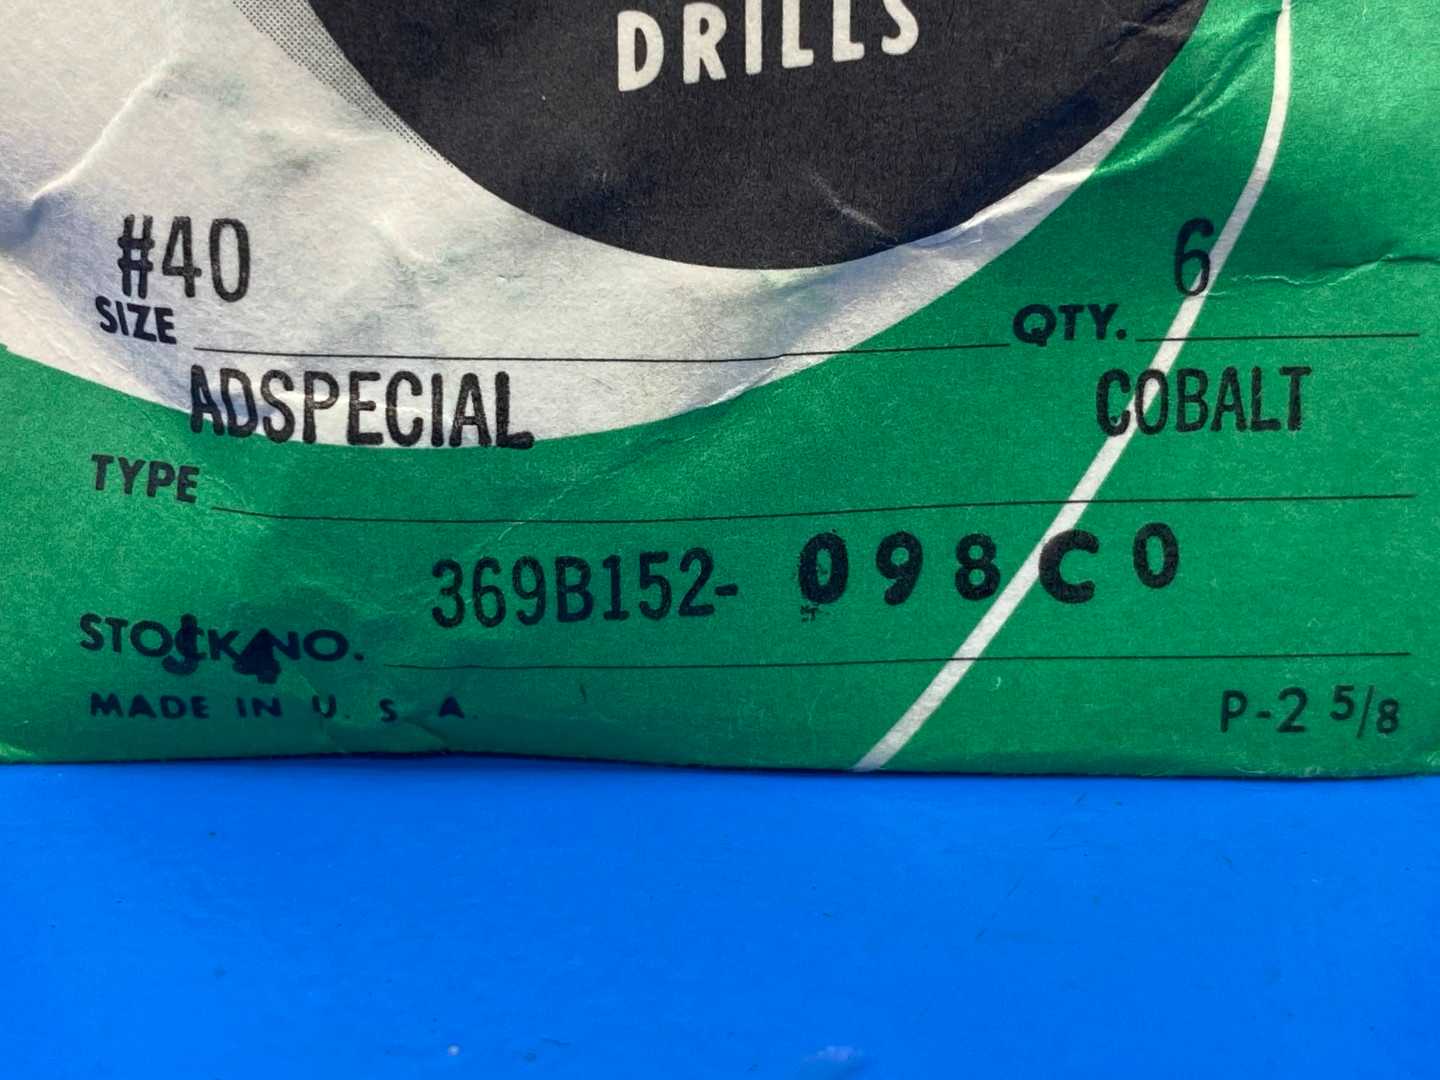 DRILLS
#40 6
SIZE QTY.
ADSPECIAL COBALT
TYPE
369B152- 098C0
STOCK NO.
MADE IN U. S. A.
P-2 5/8